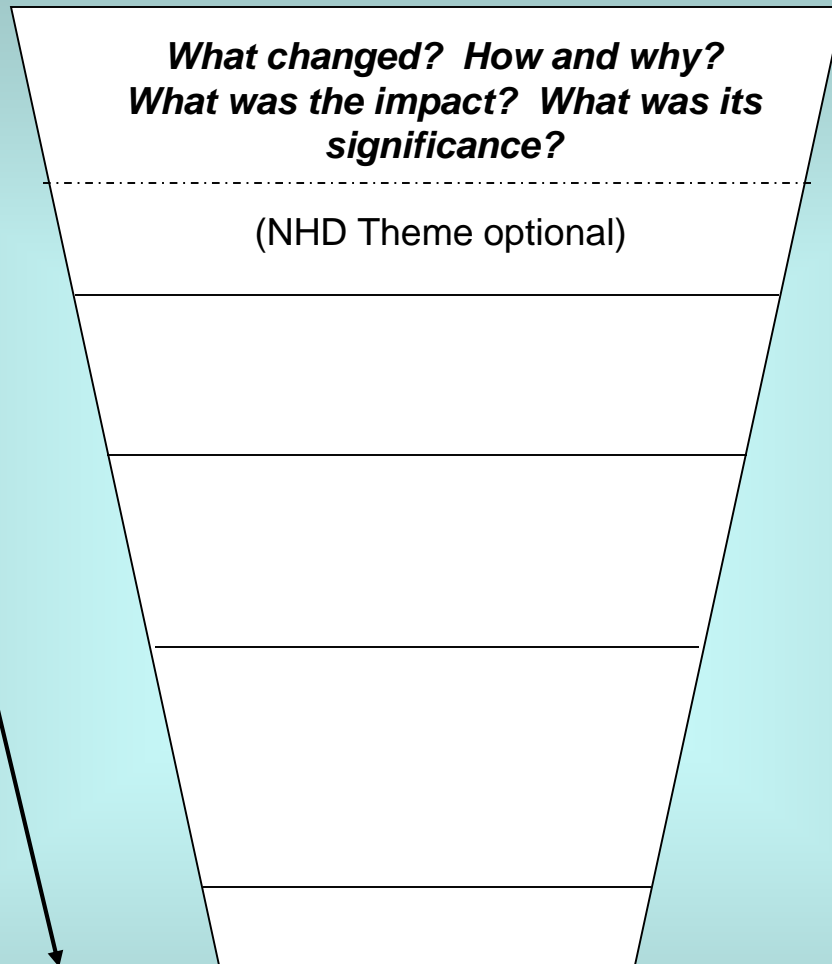 What changed?  How and why?
What was the impact?  What was its
significance?
(NHD Theme optional)